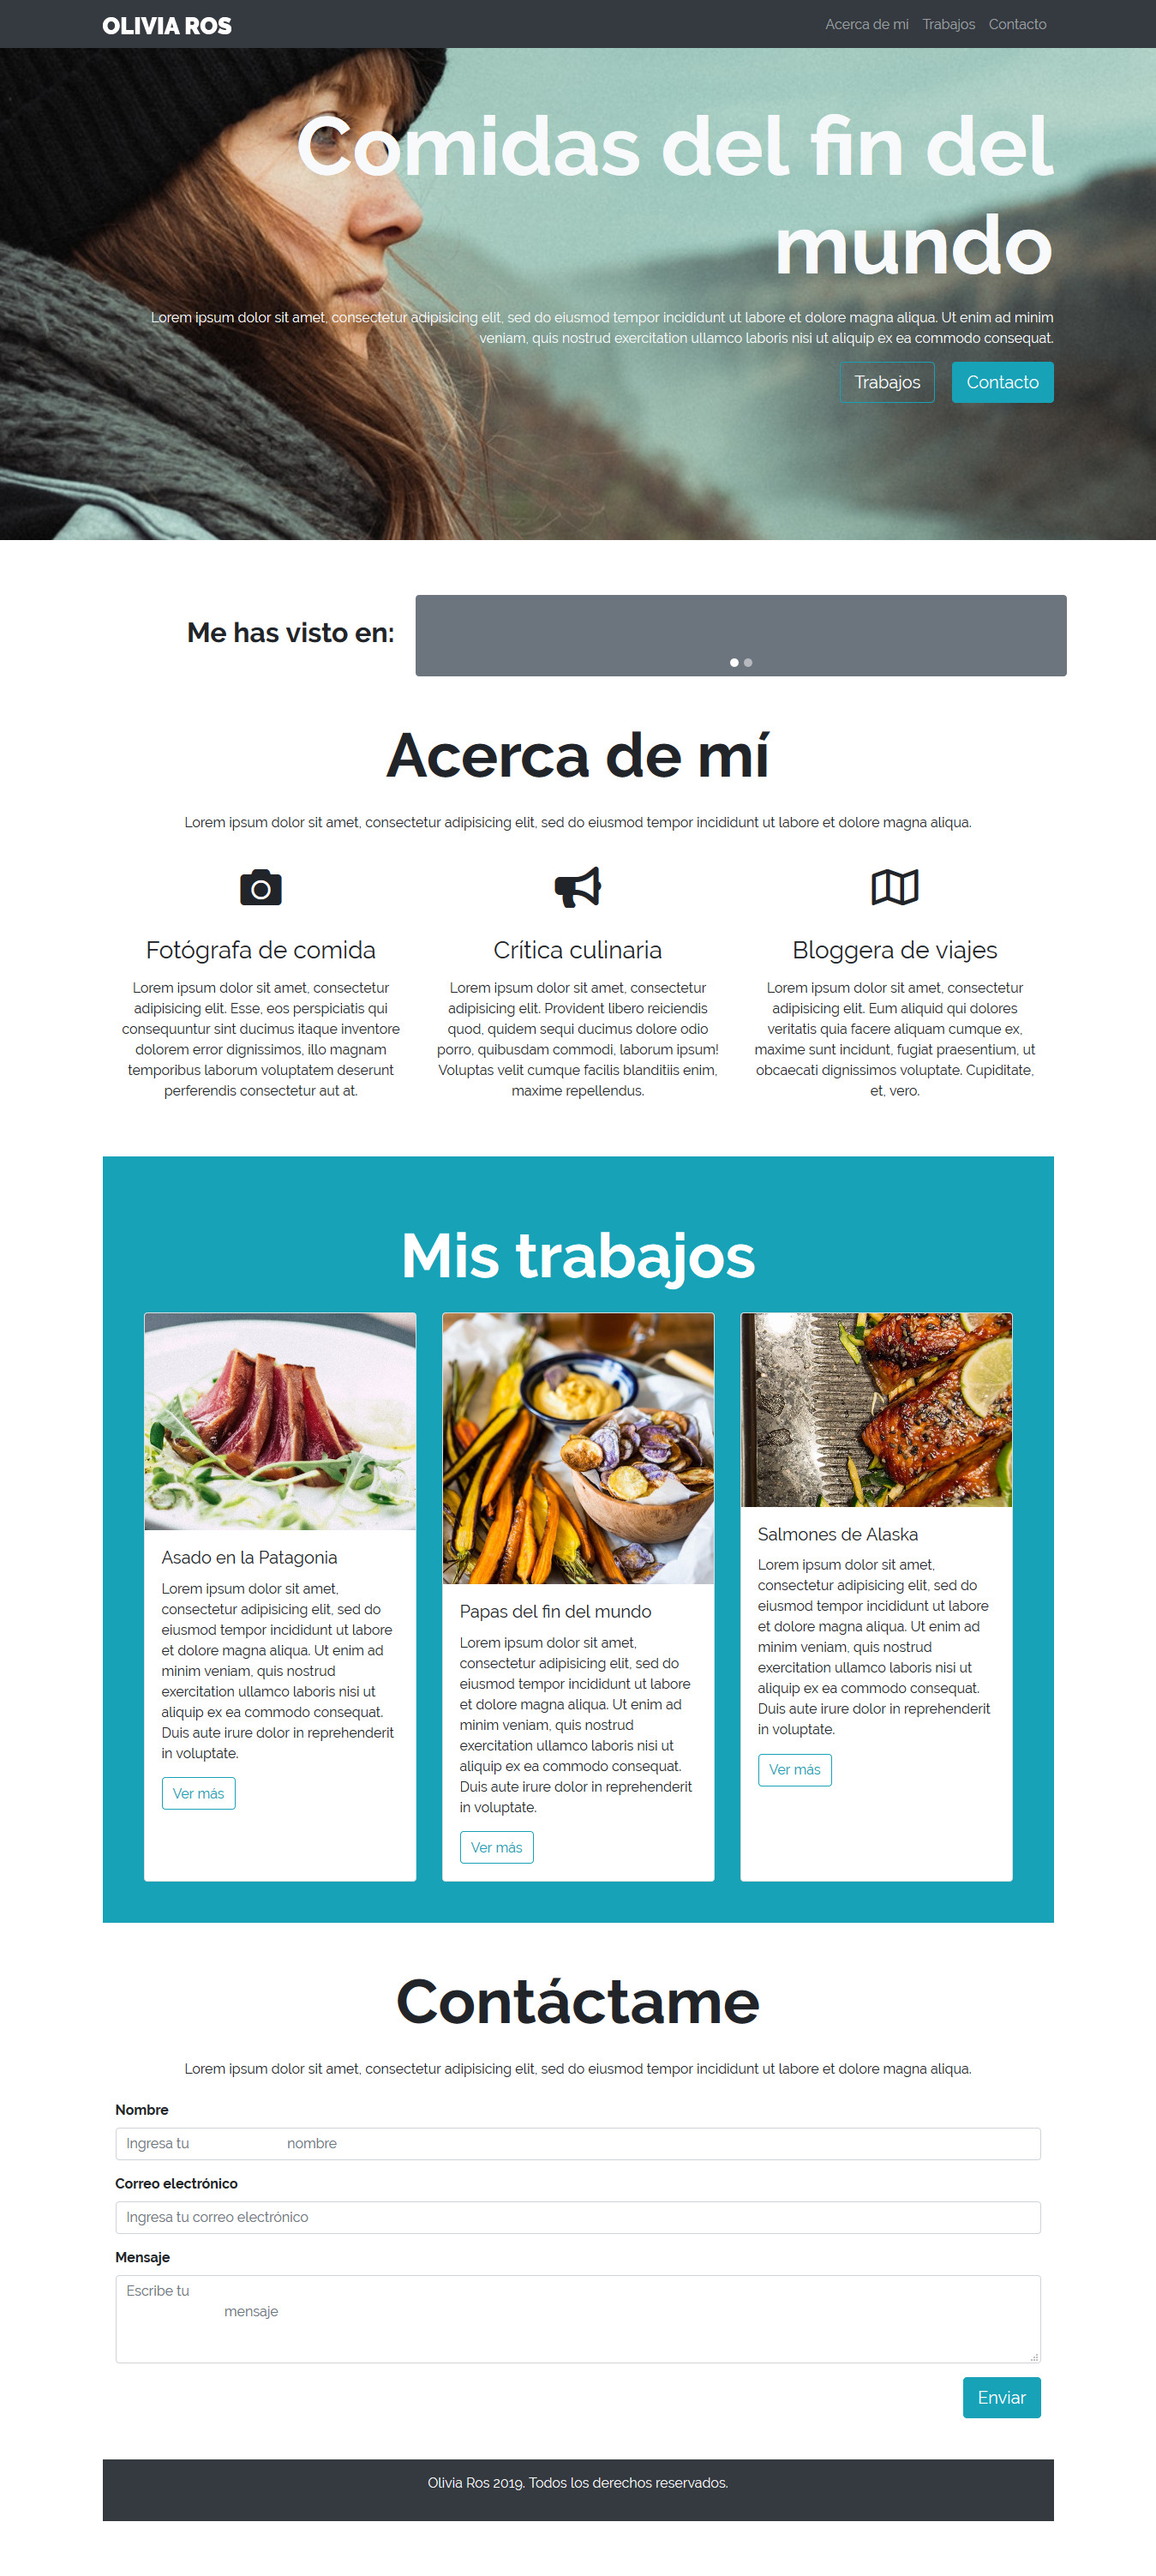 OLIVIA ROS
Acerca de mí Trabajos Contacto
Comidas del fin del
mundo
Lorem ipsum dolor sit amet, consectetur adipisicing elit, sed do eiusmod tempor incididunt ut labore et dolore magna aliqua. Ut enim ad minim
veniam, quis nostrud exercitation ullamco laboris nisi ut aliquip ex ea commodo consequat.
Trabajos Contacto
Me has visto en:
Acerca de mí
Lorem ipsum dolor sit amet, consectetur adipisicing elit, sed do eiusmod tempor incididunt ut labore et dolore magna aliqua.
Fotógrafa de comida
Lorem ipsum dolor sit amet, consectetur
adipisicing elit. Esse, eos perspiciatis qui
consequuntur sint ducimus itaque inventore
dolorem error dignissimos, illo magnam
temporibus laborum voluptatem deserunt
perferendis consectetur aut at.
Crítica culinaria
Lorem ipsum dolor sit amet, consectetur
adipisicing elit. Provident libero reiciendis
quod, quidem sequi ducimus dolore odio
porro, quibusdam commodi, laborum ipsum!
Voluptas velit cumque facilis blanditiis enim,
maxime repellendus.
Bloggera de viajes
Lorem ipsum dolor sit amet, consectetur
adipisicing elit. Eum aliquid qui dolores
veritatis quia facere aliquam cumque ex,
maxime sunt incidunt, fugiat praesentium, ut
obcaecati dignissimos voluptate. Cupiditate,
et, vero.
Mis trabajos
Asado en la Patagonia
Lorem ipsum dolor sit amet,
consectetur adipisicing elit, sed do
eiusmod tempor incididunt ut labore
et dolore magna aliqua. Ut enim ad
minim veniam, quis nostrud
exercitation ullamco laboris nisi ut
aliquip ex ea commodo consequat.
Duis aute irure dolor in reprehenderit
in voluptate.
Ver más
Papas del fin del mundo
Lorem ipsum dolor sit amet,
consectetur adipisicing elit, sed do
eiusmod tempor incididunt ut labore
et dolore magna aliqua. Ut enim ad
minim veniam, quis nostrud
exercitation ullamco laboris nisi ut
aliquip ex ea commodo consequat.
Duis aute irure dolor in reprehenderit
in voluptate.
Ver más
Salmones de Alaska
Lorem ipsum dolor sit amet,
consectetur adipisicing elit, sed do
eiusmod tempor incididunt ut labore
et dolore magna aliqua. Ut enim ad
minim veniam, quis nostrud
exercitation ullamco laboris nisi ut
aliquip ex ea commodo consequat.
Duis aute irure dolor in reprehenderit
in voluptate.
Ver más
Contáctame
Lorem ipsum dolor sit amet, consectetur adipisicing elit, sed do eiusmod tempor incididunt ut labore et dolore magna aliqua.
Nombre
Ingresa tu nombre
Correo electrónico
Ingresa tu correo electrónico
Mensaje
Escribe tu
mensaje
Enviar
Olivia Ros 2019. Todos los derechos reservados.